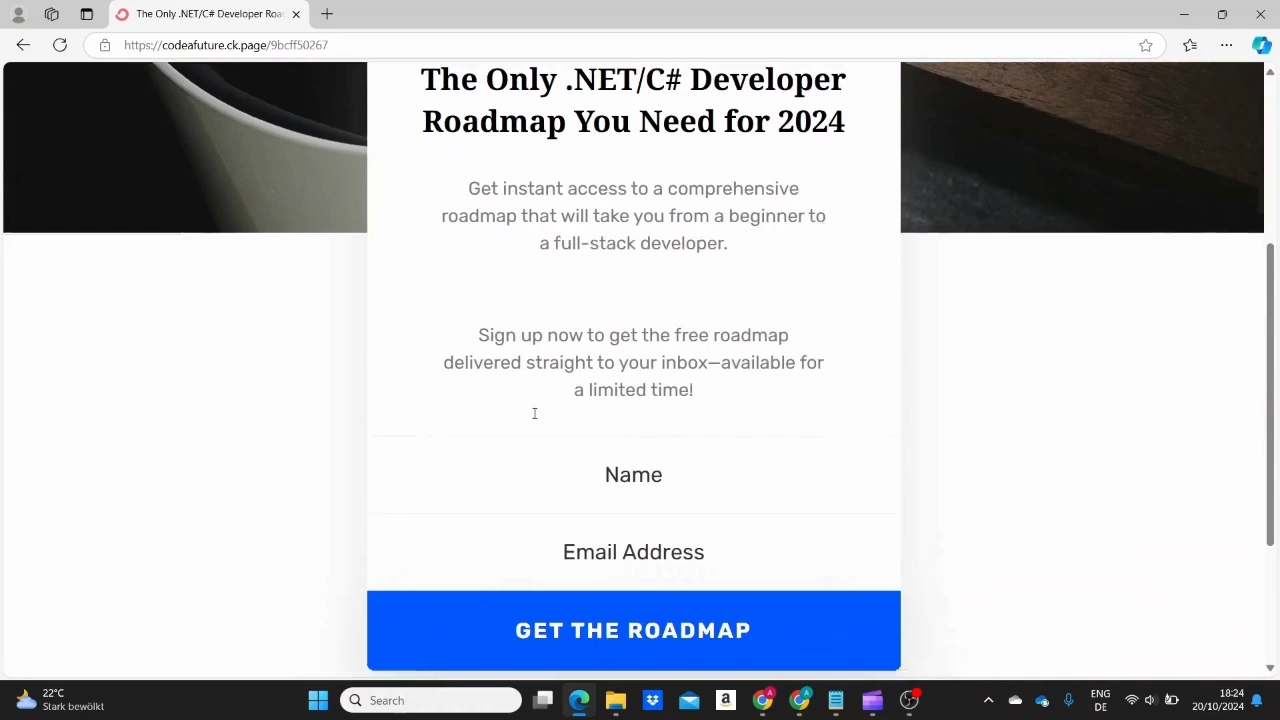 The Only .NET/C# Developer Roa
https://codeafuture.ck.page/9bcff50267
The Only .NET/C# Developer
Roadmap You Need for 2024
Get instant access to a comprehensive
roadmap that will take you from a beginner to
a full-stack developer.
Sign up now to get the free roadmap
delivered straight to your inbox—available for
a limited time!
Name
Email Address
GET THE ROADMAP
22°C
Stark bewölkt
Search
a
A
A
ENG
DE
18:24
20/10/2024